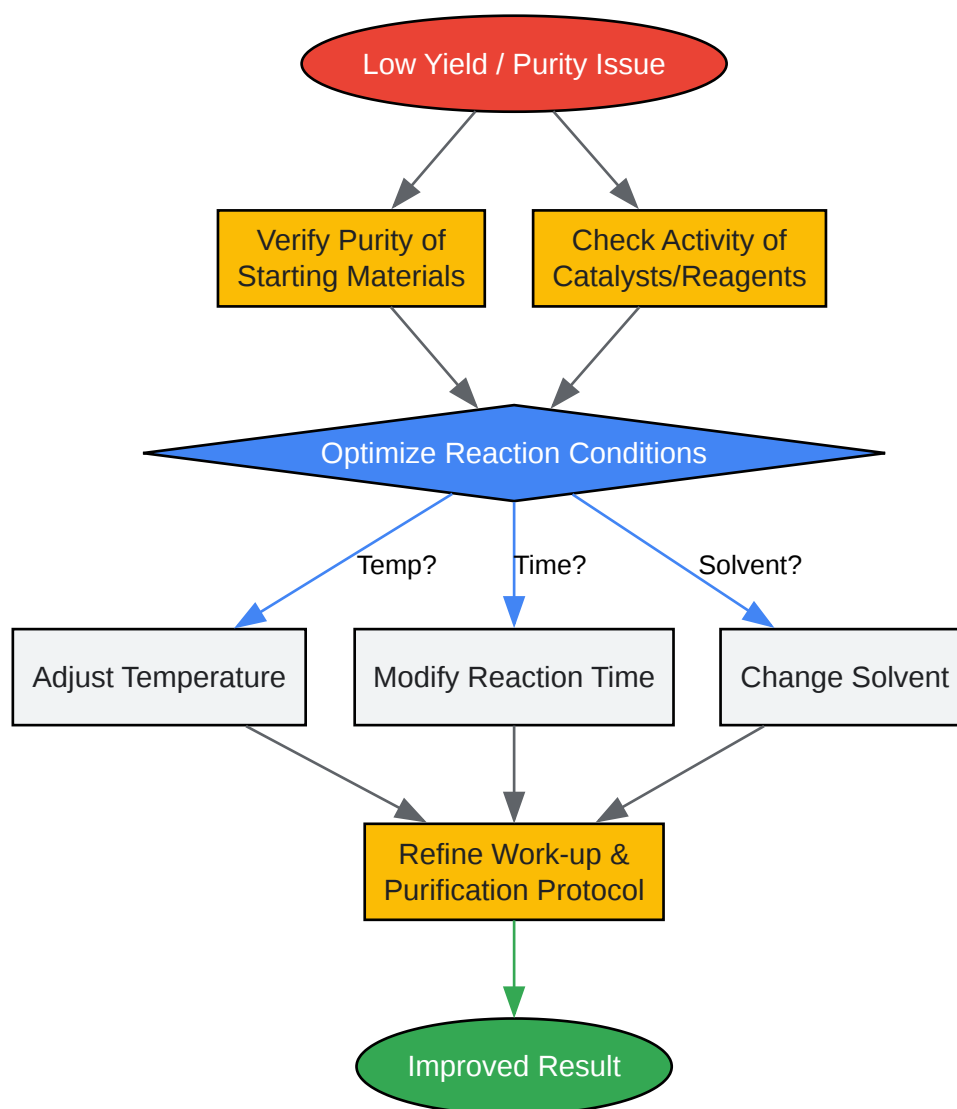 Low Yield / Purity Issue
Verify Purity of
Starting Materials
Check Activity of
Catalysts/Reagents
Optimize Reaction Conditions
Temp?
Time?
Solvent?
Adjust Temperature
Modify Reaction Time
Change Solvent
Refine Work-up &
Purification Protocol
Improved Result